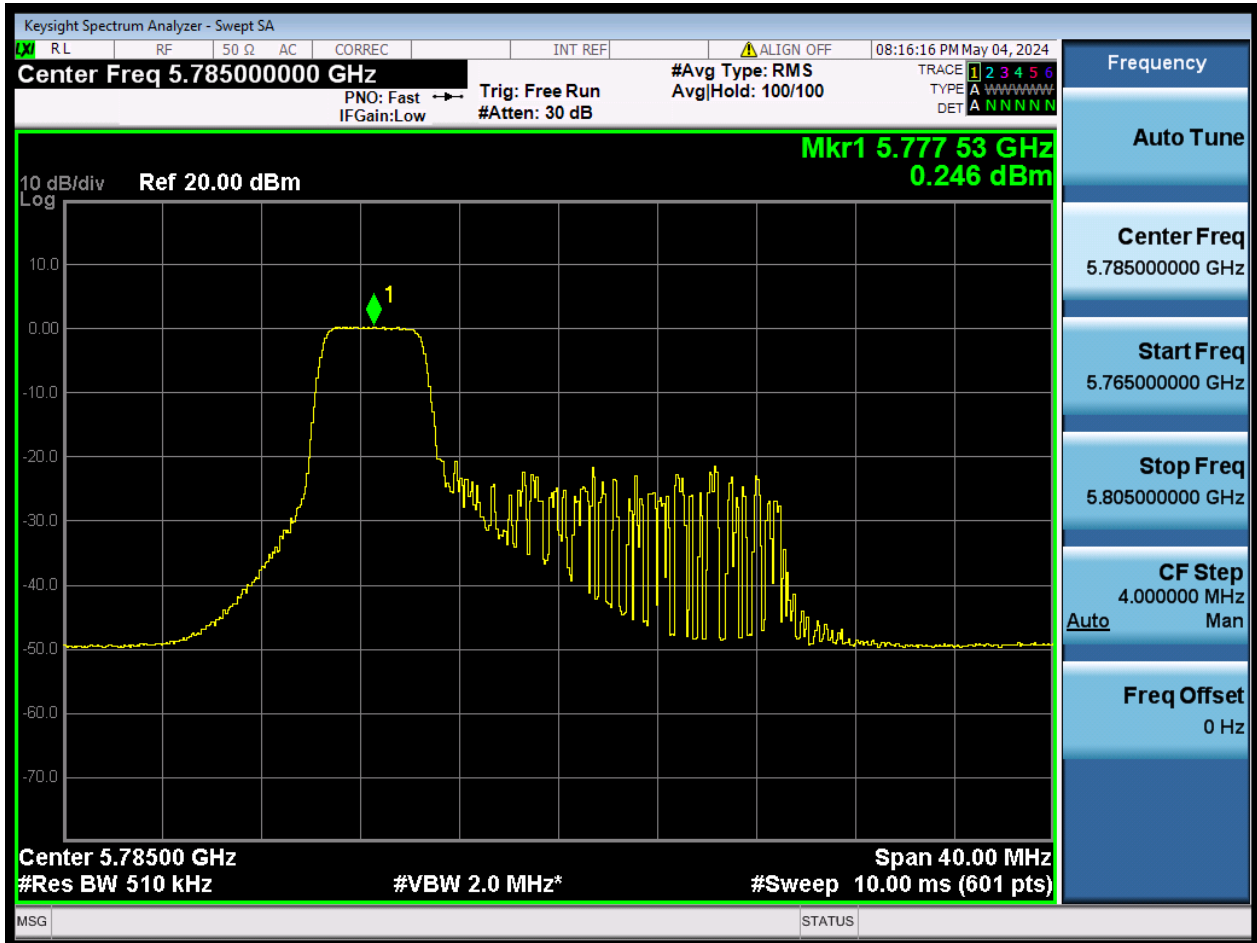 Keysight Spectrum Analyzer - Swept SA
LXI RL RF 50 Ω AC CORREC INT REF ALIGN OFF 08:16:16 PM May 04, 2024
Center Freq 5.785000000 GHz
PNO: Fast
IFGain:Low
Trig: Free Run
#Atten: 30 dB
#Avg Type: RMS
Avg|Hold: 100/100
TRACE 1 2 3 4 5 6
TYPE A WWWWWW
DET A N N N N N
Mkr1 5.777 53 GHz
0.246 dBm
10 dB/div Ref 20.00 dBm
Log
10.0
1
0.00
-10.0
-20.0
-30.0
-40.0
-50.0
-60.0
-70.0
Center 5.78500 GHz Span 40.00 MHz
#Res BW 510 kHz #VBW 2.0 MHz* #Sweep 10.00 ms (601 pts)
MSG STATUS
Frequency
Auto Tune
Center Freq
5.785000000 GHz
Start Freq
5.765000000 GHz
Stop Freq
5.805000000 GHz
CF Step
4.000000 MHz
Auto Man
Freq Offset
0 Hz